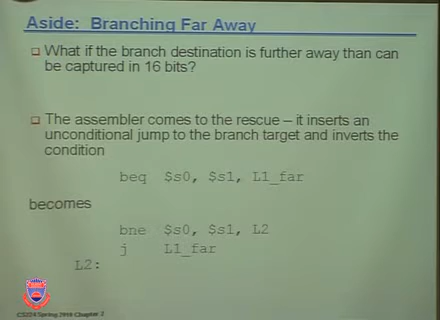 Aside: Branching Far Away
What if the branch destination is further away than can
be captured in 16 bits?
The assembler comes to the rescue – it inserts an
unconditional jump to the branch target and inverts the
condition
beq $s0, $s1, L1_far
becomes
bne $s0, $s1, L2
j L1_far
L2:
Chapter 2